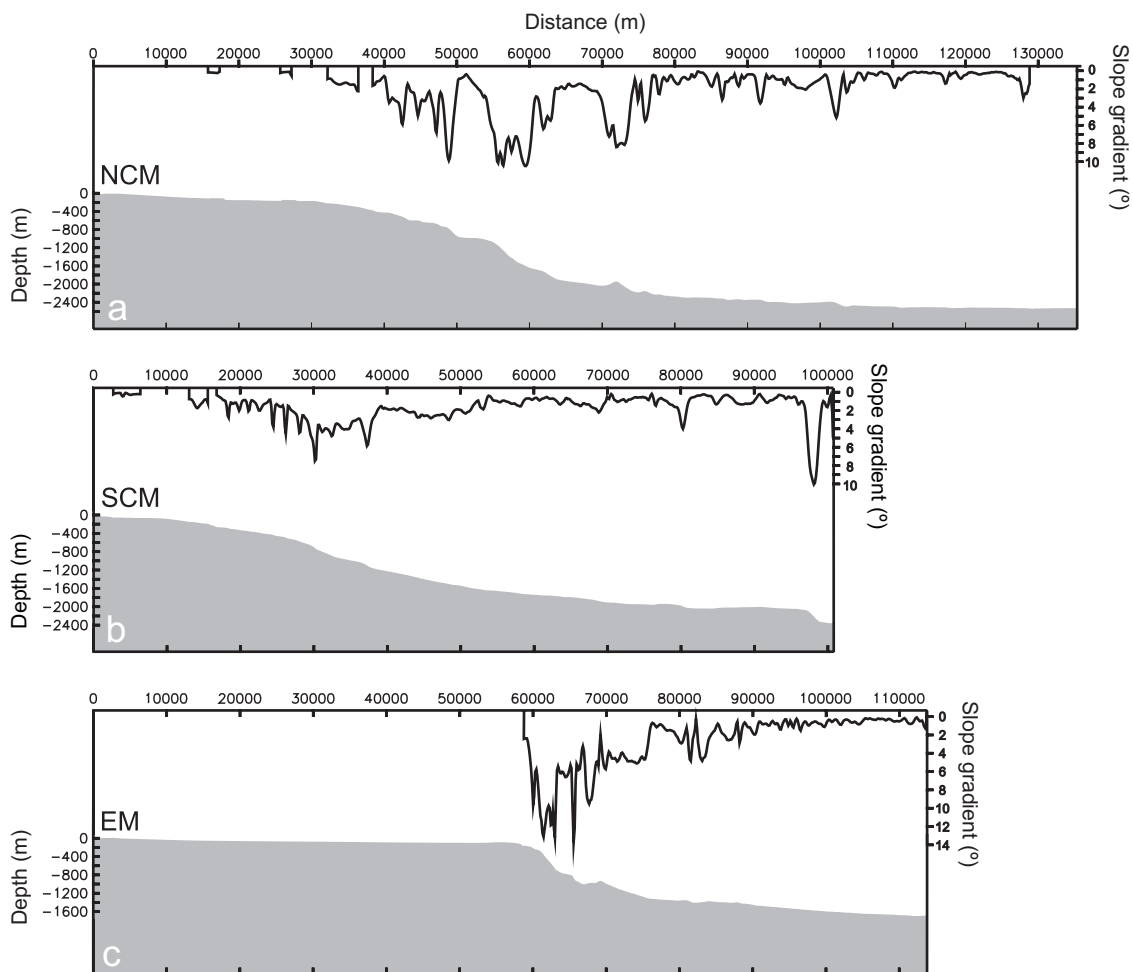 Distance (m)
0 10000 20000 30000 40000 50000 60000 70000 80000 90000 100000 110000 120000 130000
0
2
4
6
8
10
Slope gradient (º)
NCM
0
−400
−800
−1200
−1600
−2000
−2400
Depth (m)
a
0 10000 20000 30000 40000 50000 60000 70000 80000 90000 100000
0
2
4
6
8
10
Slope gradient (º)
SCM
0
−400
−800
−1200
−1600
−2000
−2400
Depth (m)
b
0 10000 20000 30000 40000 50000 60000 70000 80000 90000 100000 110000
0
2
4
6
8
10
12
14
Slope gradient (º)
EM
0
−400
−800
−1200
−1600
Depth (m)
c